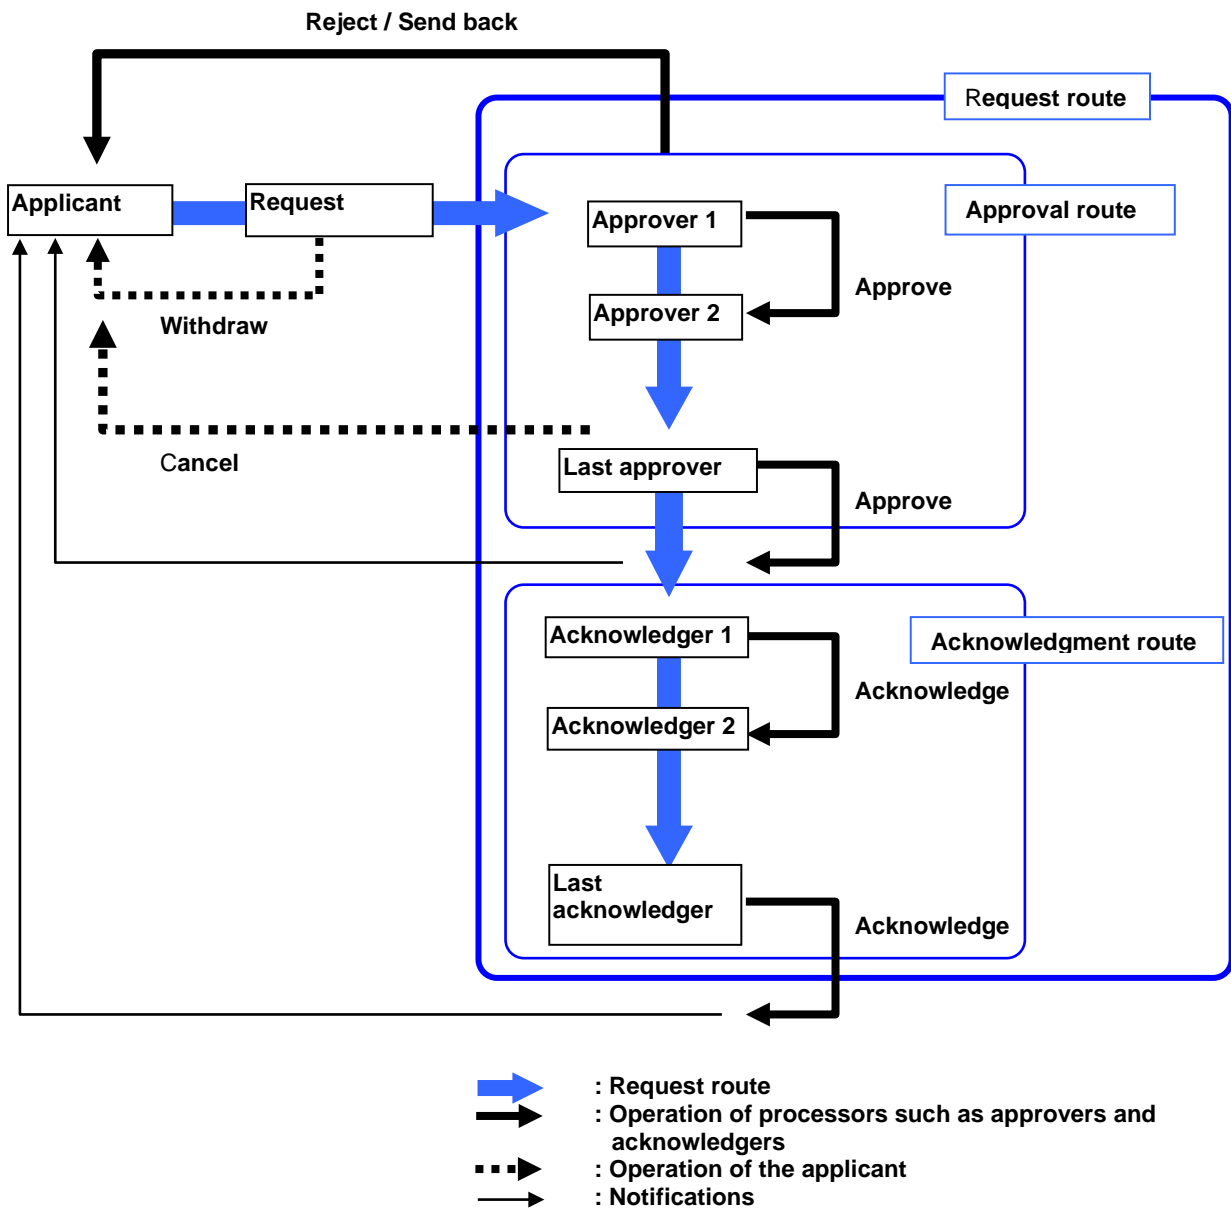 Reject / Send back
Request route
Applicant
Request
Approval route
Approver 1
Approve
Approver 2
Withdraw
Cancel
Last approver
Approve
Acknowledger 1
Acknowledgment route
Acknowledge
Acknowledger 2
Last
acknowledger
Acknowledge
: Request route
: Operation of processors such as approvers and
acknowledgers
: Operation of the applicant
: Notifications